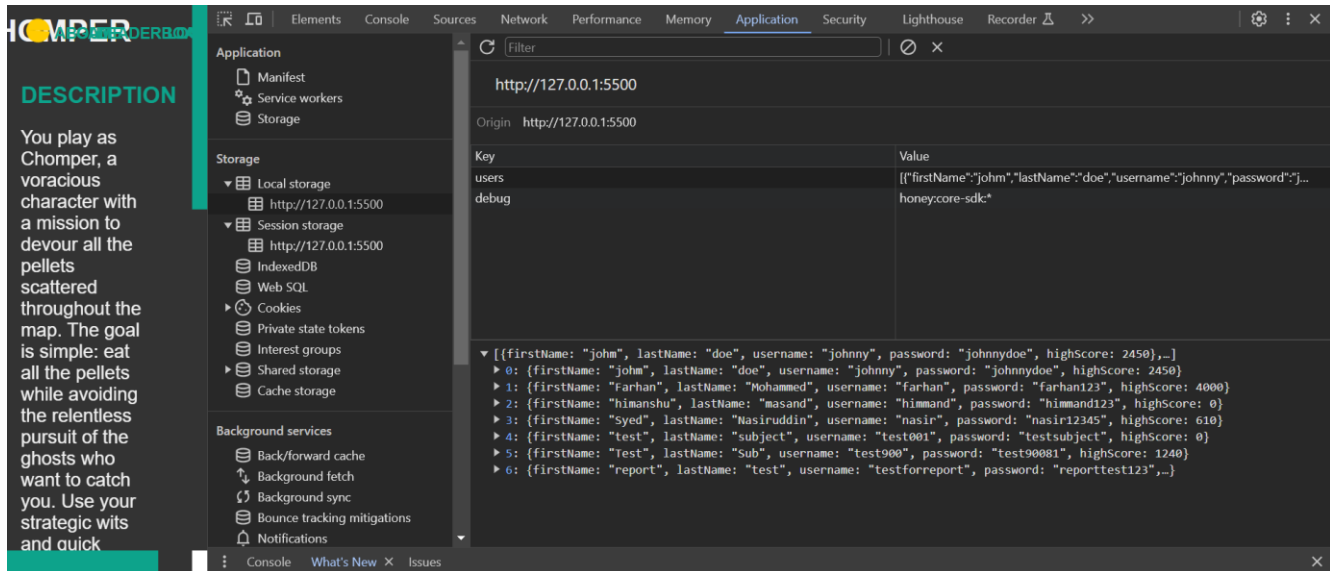 CHOMPER
DESCRIPTION
You play as
Chomper, a
voracious
character with
a mission to
devour all the
pellets
scattered
throughout the
map. The goal
is simple: eat
all the pellets
while avoiding
the relentless
pursuit of the
ghosts who
want to catch
you. Use your
strategic wits
and quick
Elements Console Sources Network Performance Memory Application Security Lighthouse Recorder
Application
Manifest
Service workers
Storage
Storage
Local storage
http://127.0.0.1:5500
Session storage
http://127.0.0.1:5500
IndexedDB
Web SQL
Cookies
Private state tokens
Interest groups
Shared storage
Cache storage
Background services
Back/forward cache
Background fetch
Background sync
Bounce tracking mitigations
Notifications
Filter
http://127.0.0.1:5500
Origin http://127.0.0.1:5500
Key Value
users [{"firstName":"johm","lastName":"doe","username":"johnny","password":"j...
debug honey:core-sdk:*
[{firstName: "johm", lastName: "doe", username: "johnny", password: "johnnydoe", highScore: 2450},…]
0: {firstName: "johm", lastName: "doe", username: "johnny", password: "johnnydoe", highScore: 2450}
1: {firstName: "Farhan", lastName: "Mohammed", username: "farhan", password: "farhan123", highScore: 4000}
2: {firstName: "himanshu", lastName: "masand", username: "himmand", password: "himmand123", highScore: 0}
3: {firstName: "Syed", lastName: "Nasiruddin", username: "nasir", password: "nasir12345", highScore: 610}
4: {firstName: "test", lastName: "subject", username: "test001", password: "testsubject", highScore: 0}
5: {firstName: "Test", lastName: "Sub", username: "test900", password: "test90081", highScore: 1240}
6: {firstName: "report", lastName: "test", username: "testforreport", password: "reporttest123",…}
Console What's New Issues